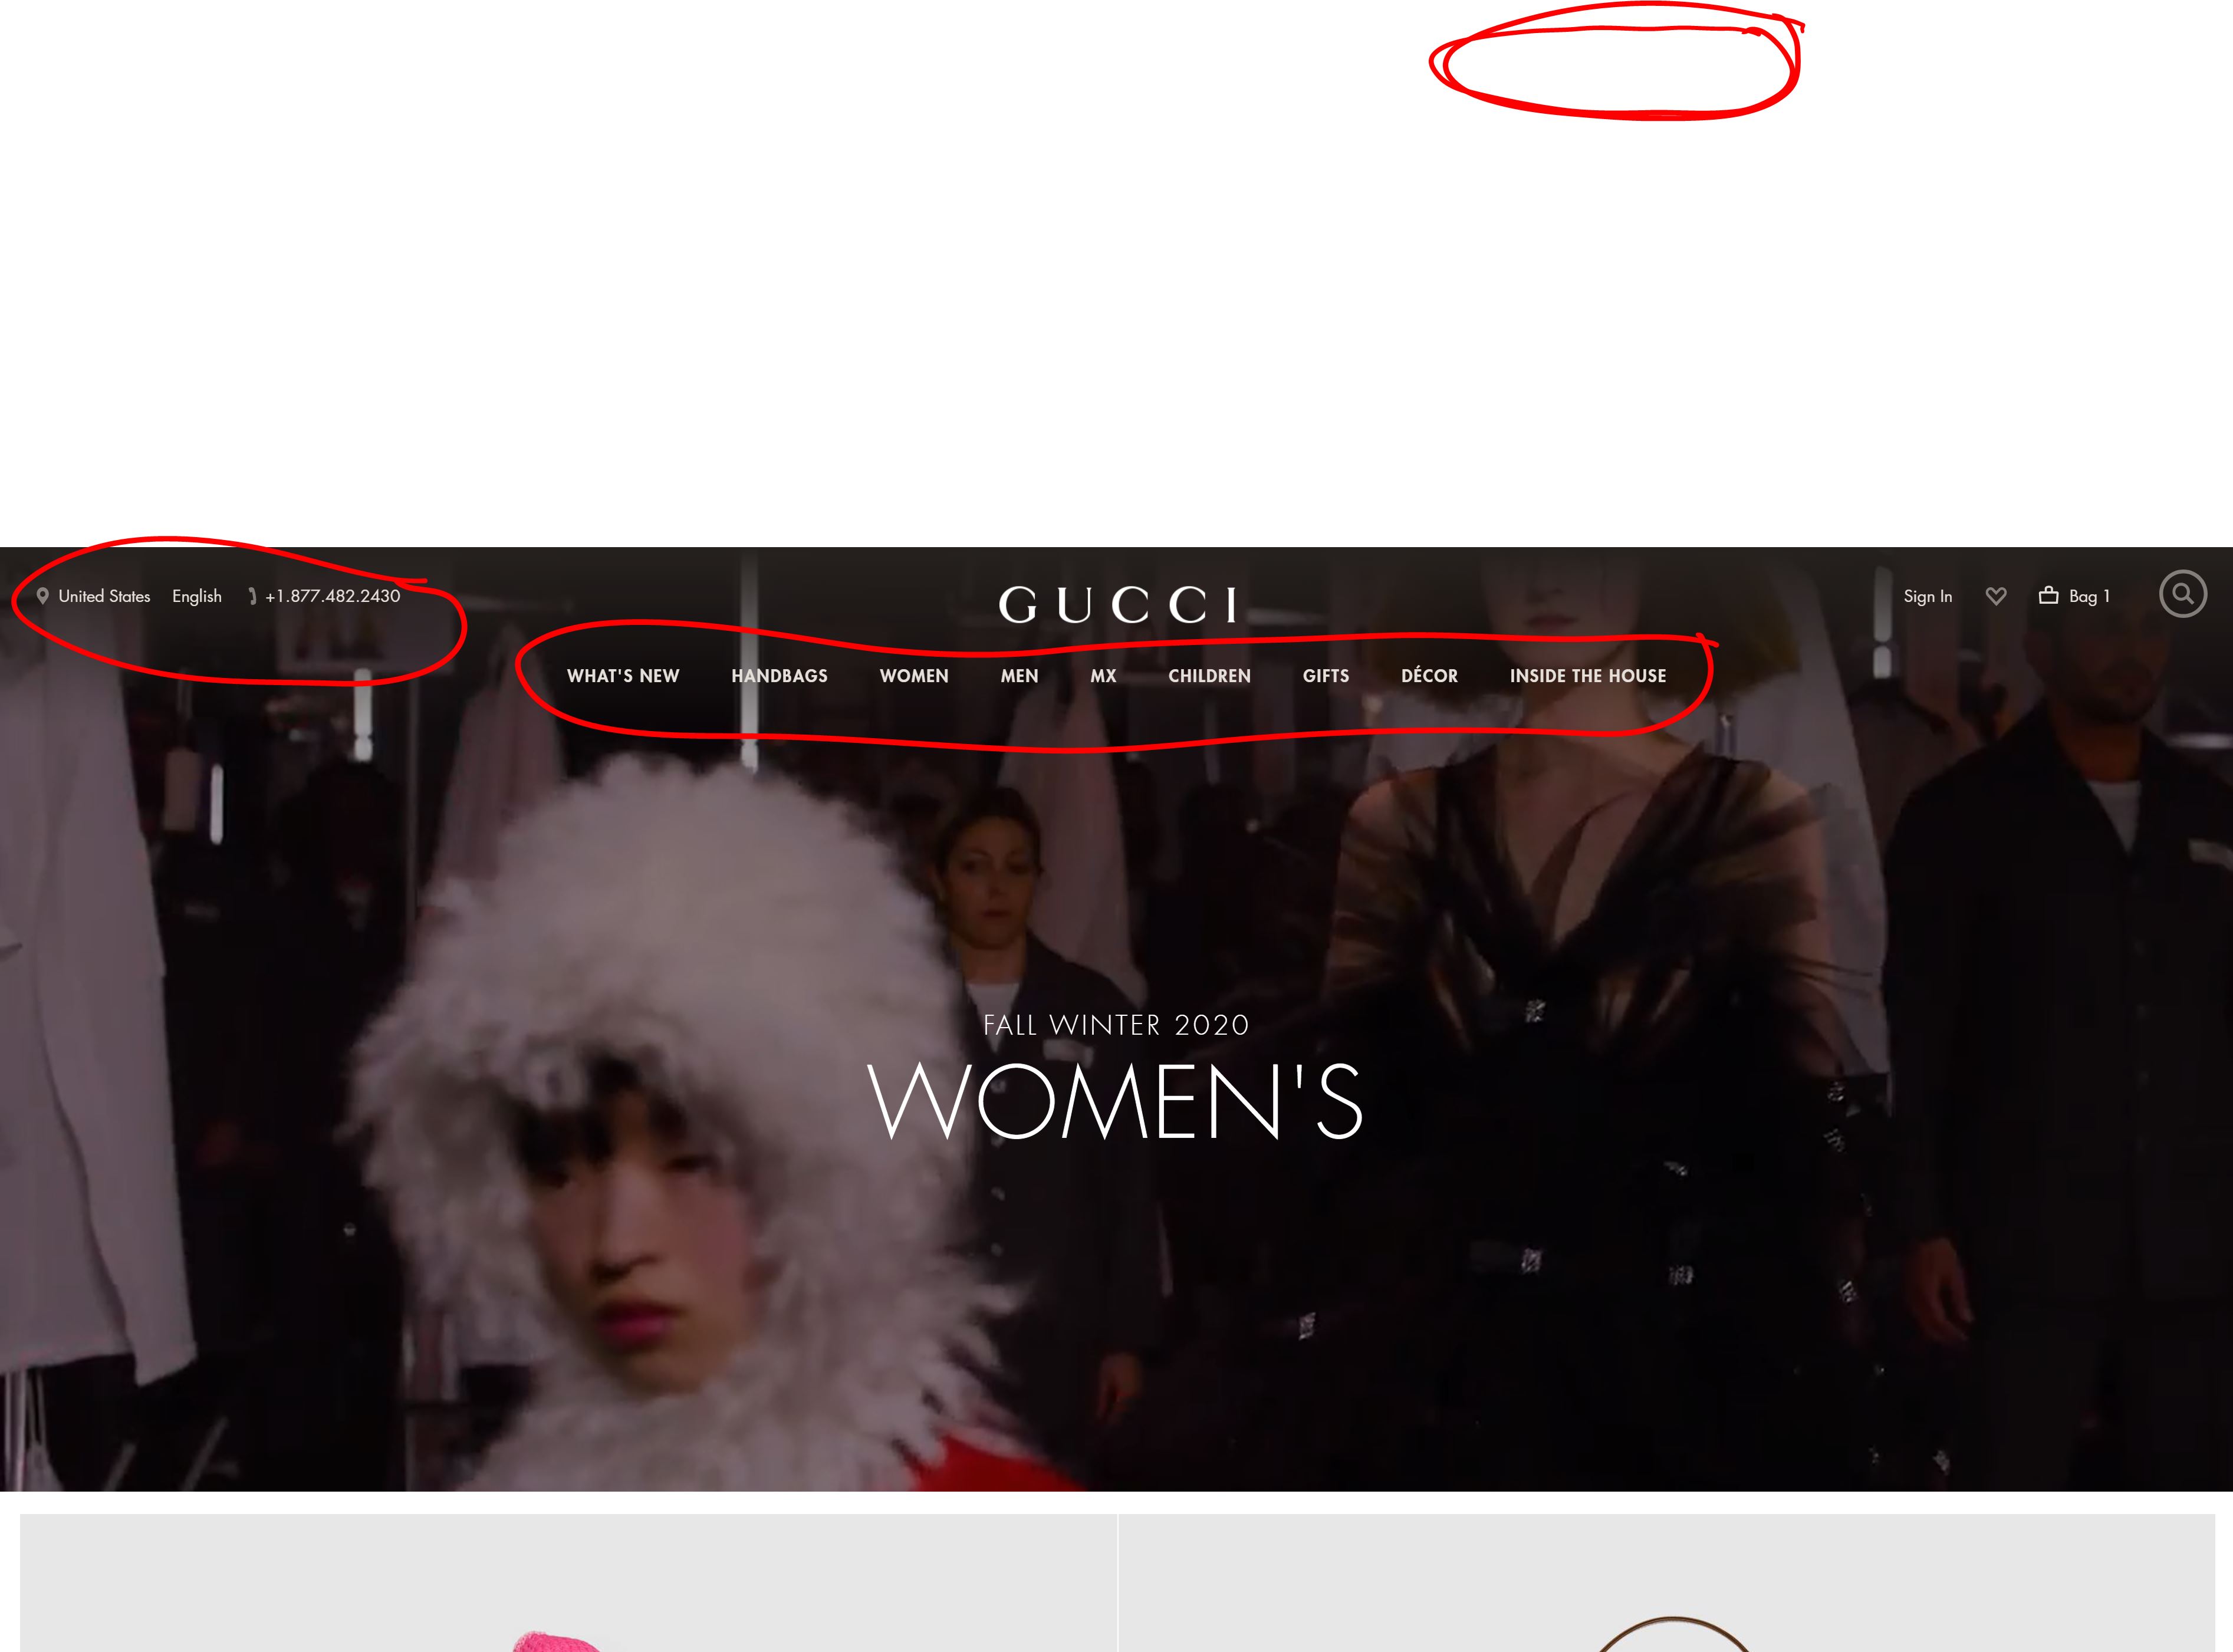 United States English +1.877.482.2430
GUCCI
Sign In Bag 1
WHAT'S NEW HANDBAGS WOMEN MEN MX CHILDREN GIFTS DÉCOR INSIDE THE HOUSE
FALL WINTER 2020
WOMEN'S